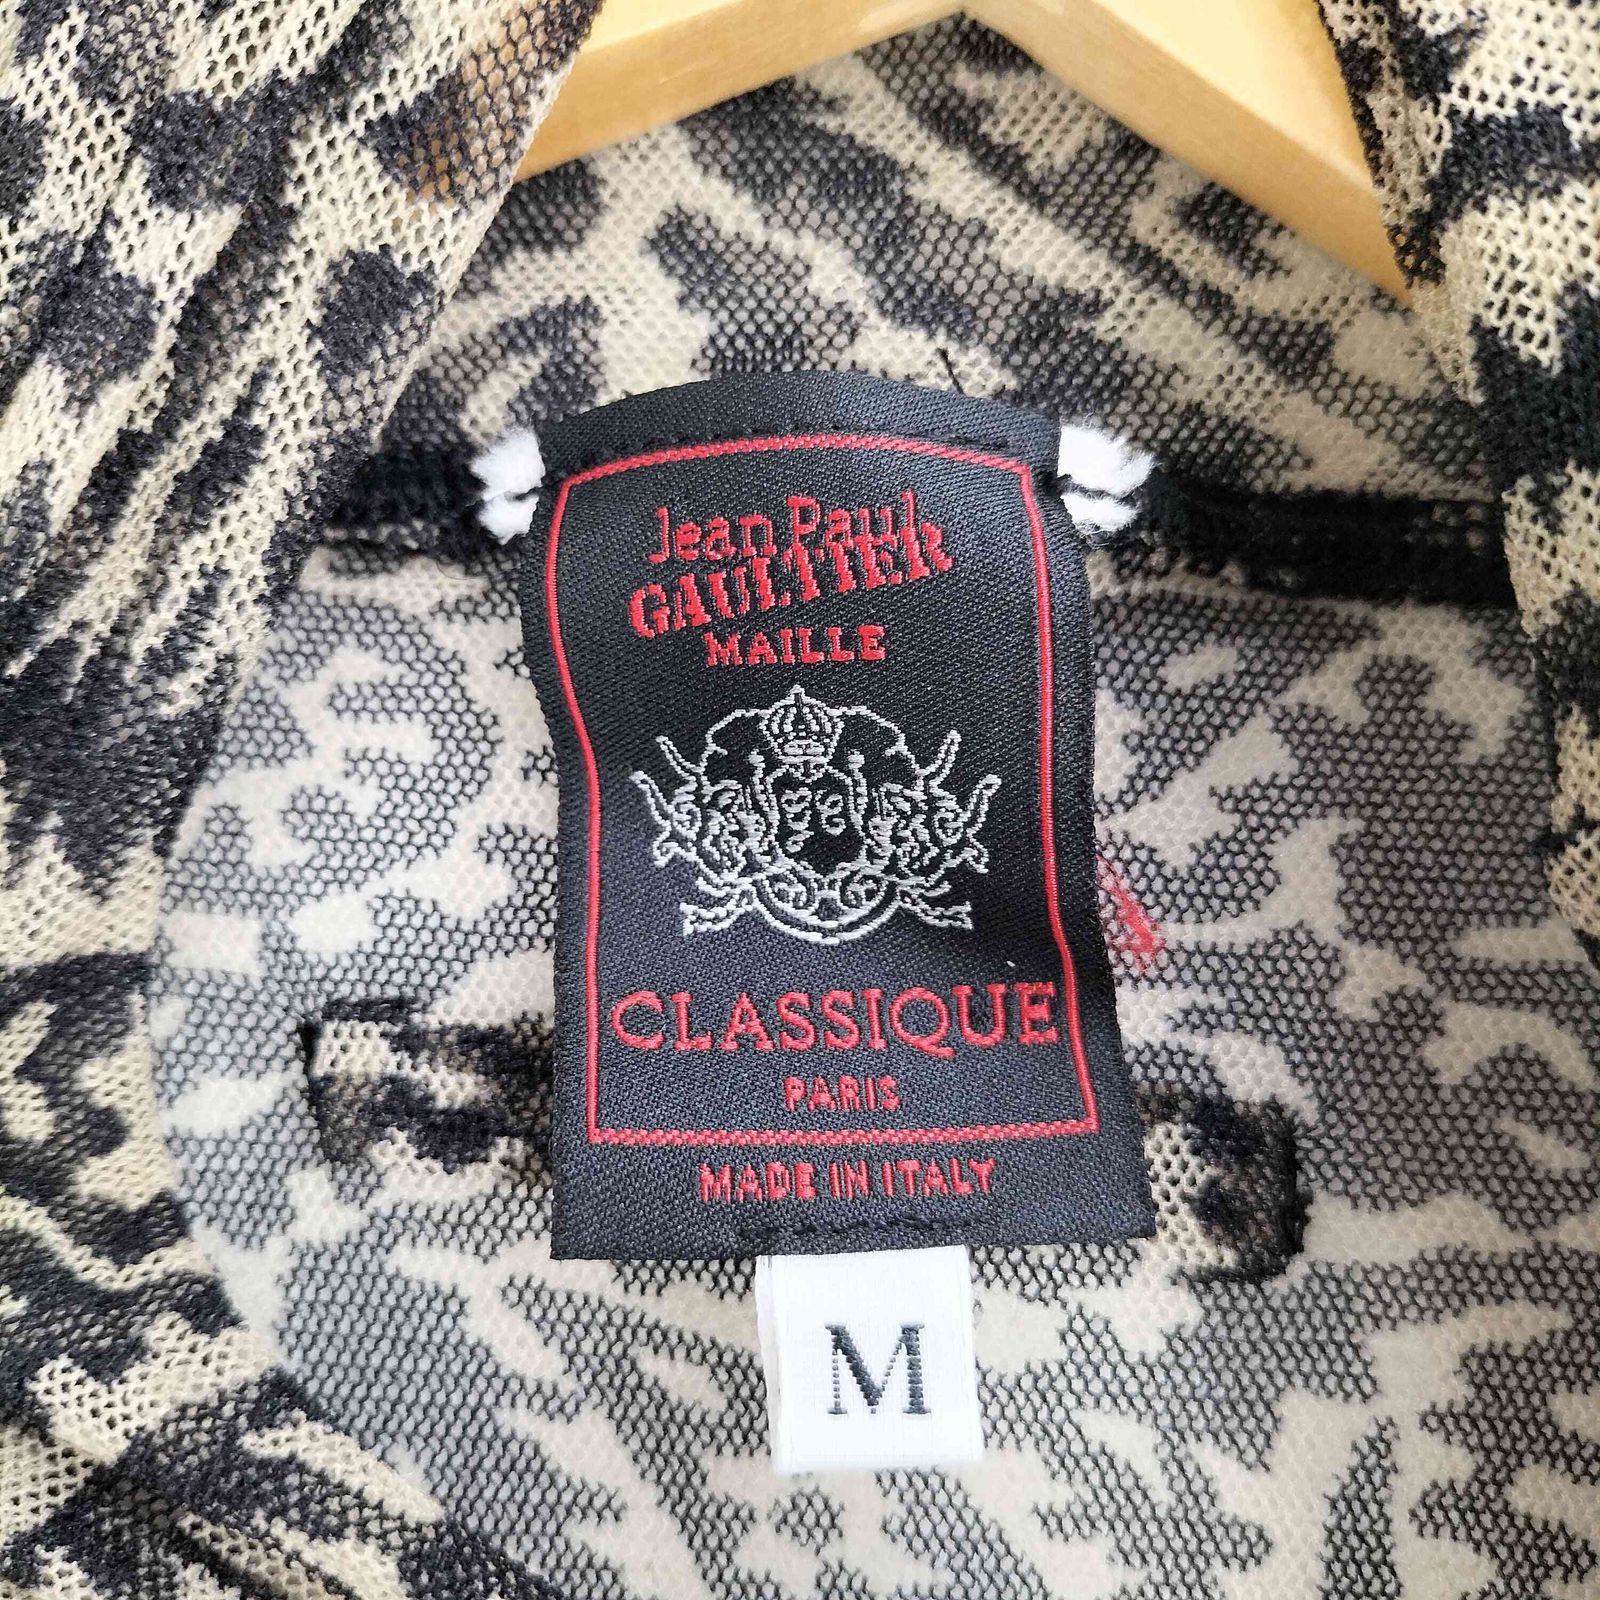 Jean Paul
GAULTIER
MAILLE
CLASSIQUE
PARIS
MADE IN ITALY
M